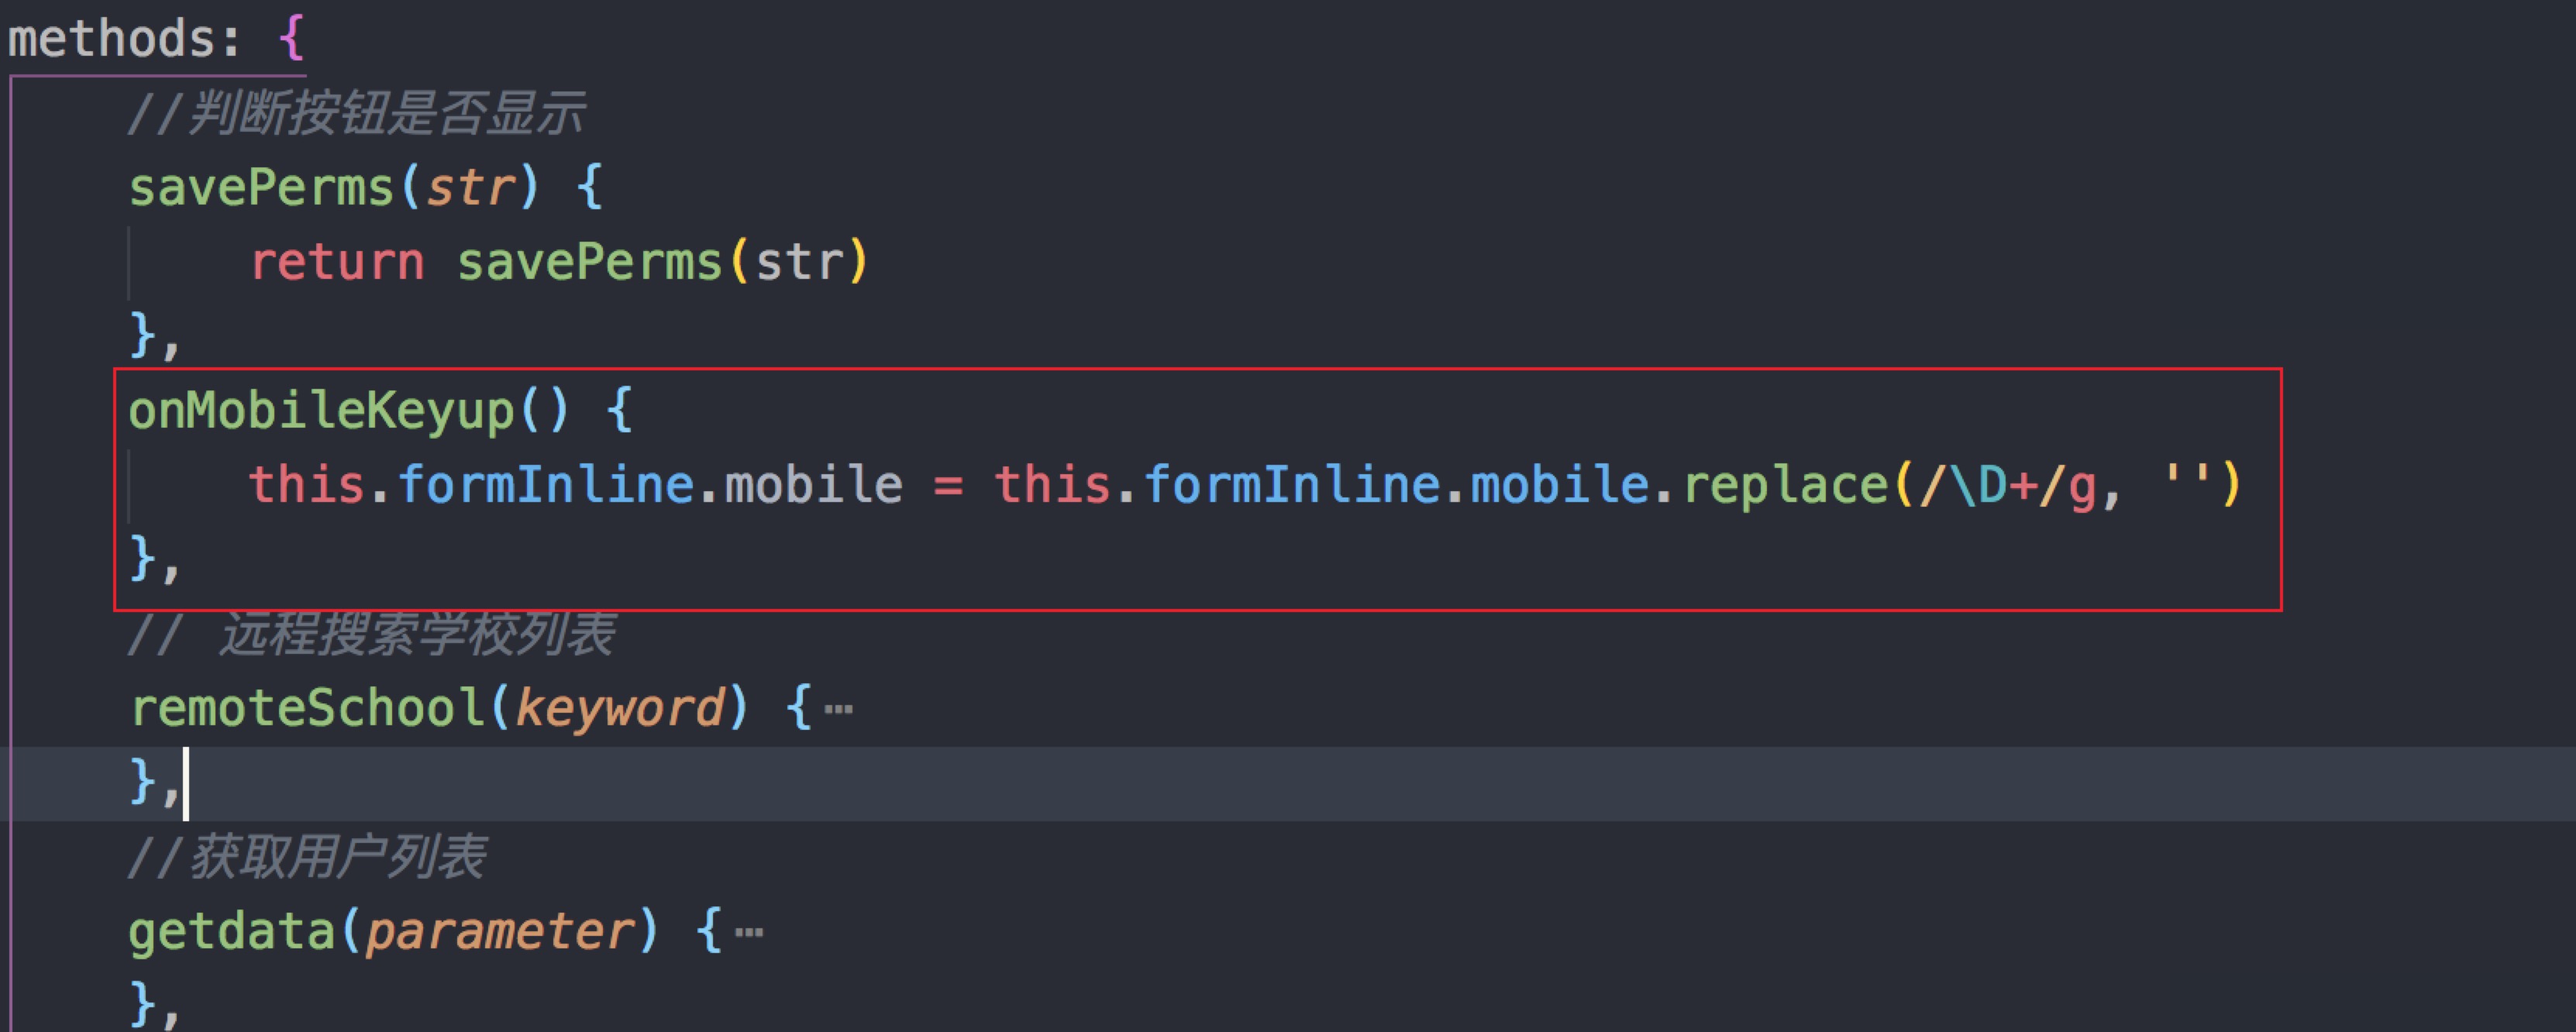 methods: {
//判断按钮是否显示
savePerms(str) {
return savePerms(str)
},
onMobileKeyup() {
this.formInline.mobile = this.formInline.mobile.replace(/\D+/g, '')
},
// 远程搜索学校列表
remoteSchool(keyword) {…
},
//获取用户列表
getdata(parameter) {…
},